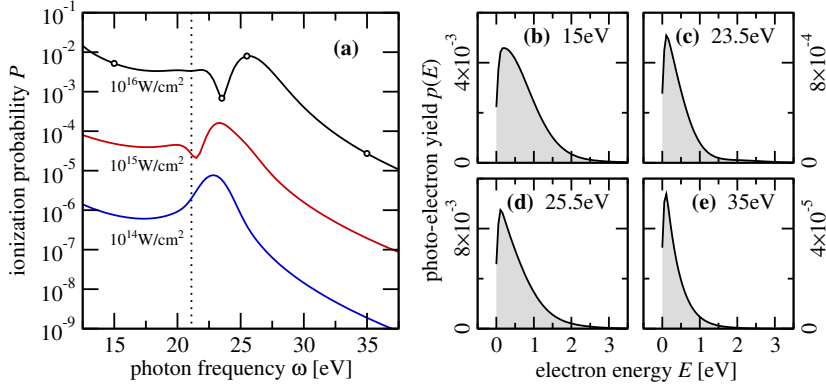 (a)
10^-1
10^-2
10^-3
10^-4
10^-5
10^-6
10^-7
10^-8
10^-9
ionization probability P
10^16W/cm^2
10^15W/cm^2
10^14W/cm^2
15 20 25 30 35
photon frequency ω [eV]
photo-electron yield p(E)
(b) 15eV
4×10^-3
0
(c) 23.5eV
8×10^-4
0
(d) 25.5eV
8×10^-3
0
(e) 35eV
4×10^-5
0
0 1 2 3
0 1 2 3
electron energy E [eV]